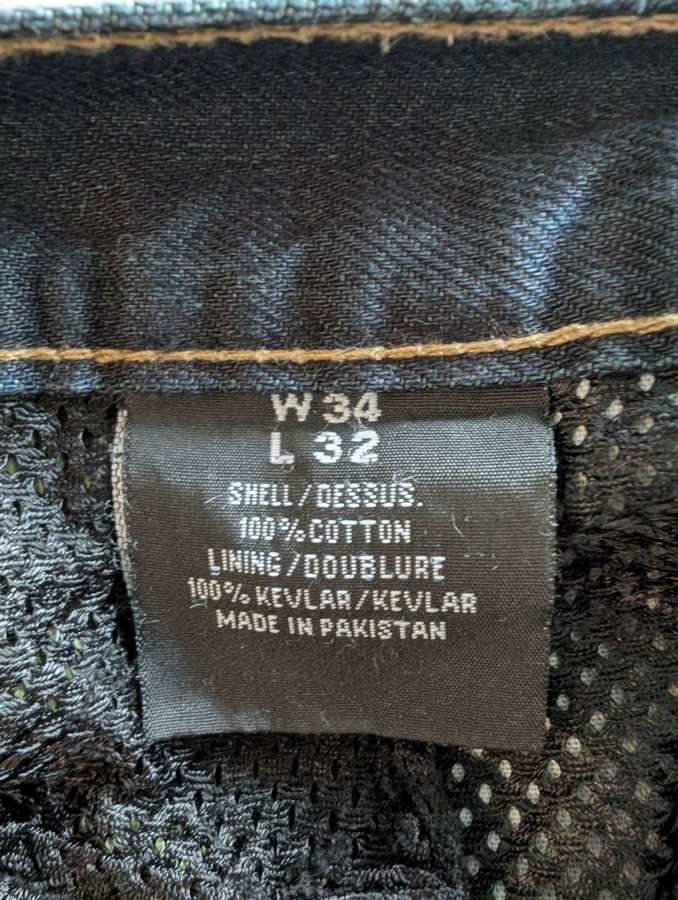 W 34
L 32
SHELL/DESSUS.
100% COTTON
LINING/DOUBLURE
100% KEVLAR/KEVLAR
MADE IN PAKISTAN